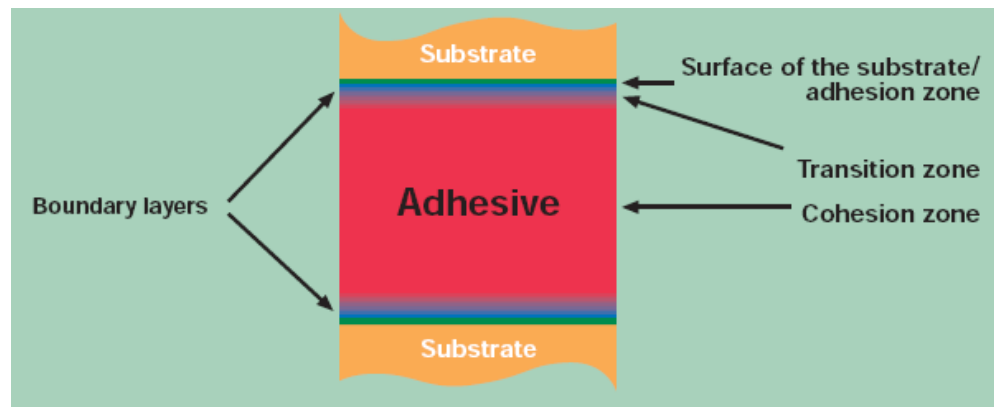 Substrate
Surface of the substrate/
adhesion zone
Transition zone
Boundary layers
Adhesive
Cohesion zone
Substrate